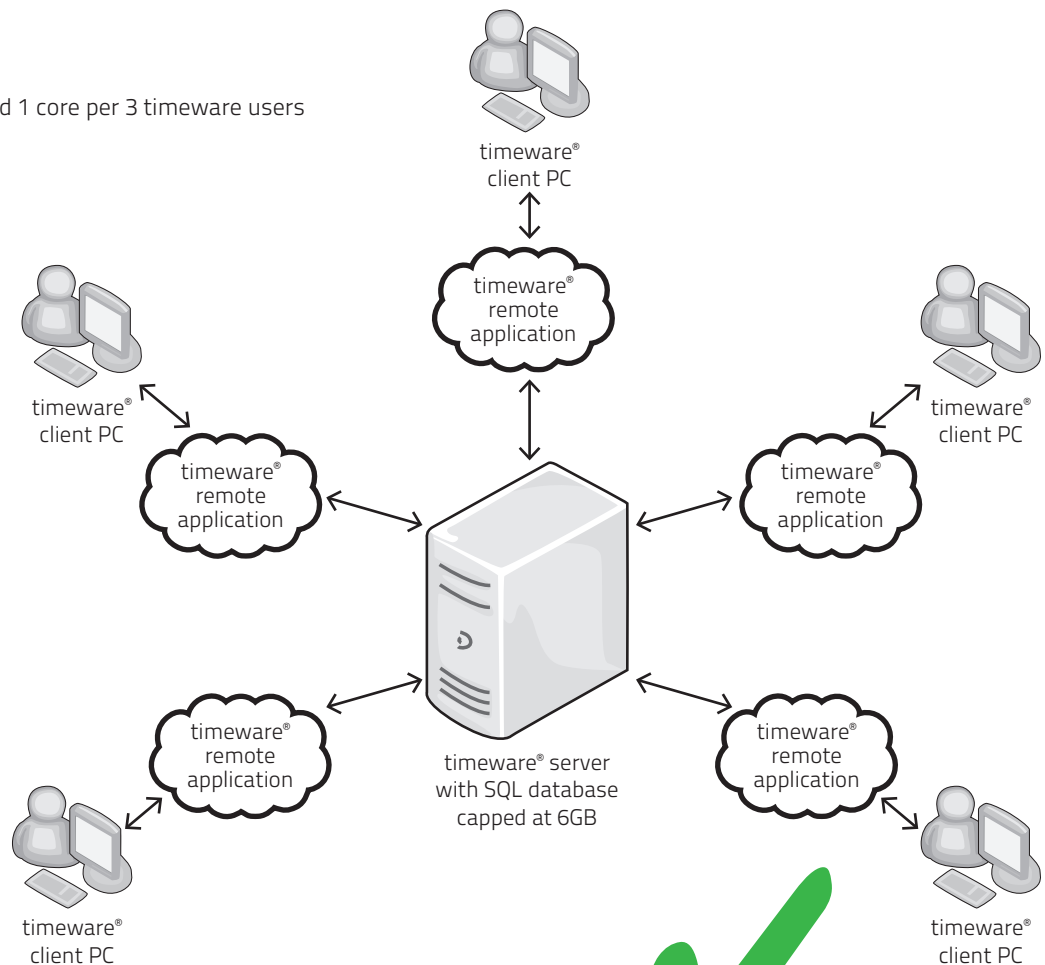 d 1 core per 3 timeware users
timeware®
client PC
timeware®
remote
application
timeware®
client PC
timeware®
client PC
timeware®
remote
application
timeware®
remote
application
timeware®
remote
application
timeware® server
with SQL database
capped at 6GB
timeware®
remote
application
timeware®
client PC
timeware®
client PC